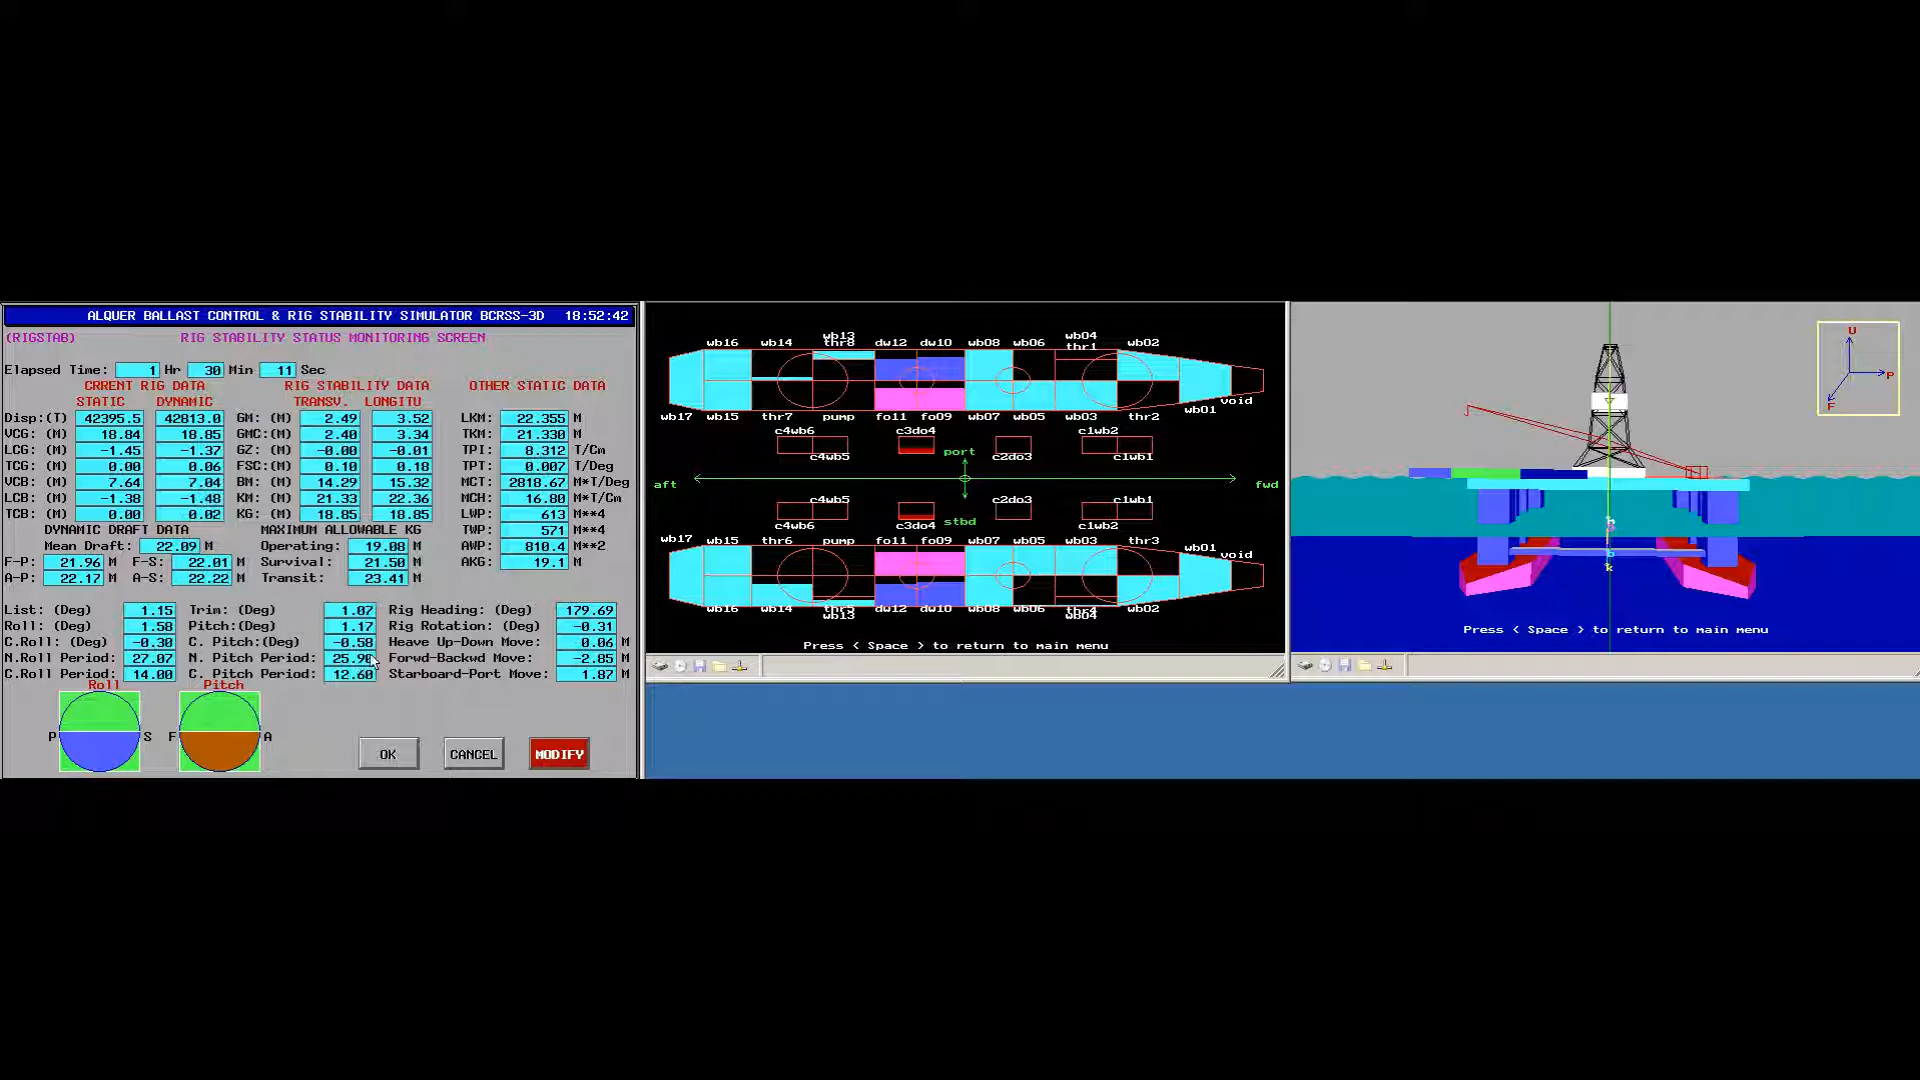 ALQUER BALLAST CONTROL & RIG STABILITY SIMULATOR BCRSS-3D 18:52:42
(RIGSTAB) RIG STABILITY STATUS MONITORING SCREEN
Elapsed Time: 1 Hr 30 Min 11 Sec
CRRENT RIG DATA RIG STABILITY DATA OTHER STATIC DATA
STATIC DYNAMIC TRANSV. LONGITU
Disp:(T) 42395.5 42813.0 GM: (M) 2.49 3.52 LKM: 22.355 M
VCG: (M) 18.84 18.85 GMC:(M) 2.40 3.34 TKM: 21.330 M
LCG: (M) -1.45 -1.37 GZ: (M) -0.00 -0.01 TPI: 8.312 T/Cm
TCG: (M) 0.00 0.06 FSC:(M) 0.10 0.18 TPT: 0.007 T/Deg
VCB: (M) 7.64 7.04 BM: (M) 14.29 15.32 MCT: 2818.67 M*T/Deg
LCB: (M) -1.38 -1.48 KM: (M) 21.33 22.36 MCH: 16.80 M*T/Cm
TCB: (M) 0.00 0.02 KG: (M) 18.85 18.85 LWP: 613 M**4
DYNAMIC DRAFT DATA MAXIMUM ALLOWABLE KG TWP: 571 M**4
Mean Draft: 22.09 M Operating: 19.08 M AWP: 810.4 M**2
F-P: 21.96 M F-S: 22.01 M Survival: 21.50 M AKG: 19.1 M
A-P: 22.17 M A-S: 22.22 M Transit: 23.41 M
List: (Deg) 1.15 Trim: (Deg) 1.07 Rig Heading: (Deg) 179.69
Roll: (Deg) 1.58 Pitch:(Deg) 1.17 Rig Rotation: (Deg) -0.31
C.Roll: (Deg) -0.30 C. Pitch:(Deg) -0.58 Heave Up-Down Move: 0.06 M
N.Roll Period: 27.07 N. Pitch Period: 25.90 Forwd-Backwd Move: -2.85 M
C.Roll Period: 14.00 C. Pitch Period: 12.60 Starboard-Port Move: 1.87 M
Roll Pitch
P S F A
OK CANCEL MODIFY
wb13 wb04
wb16 wb14 thr8 dw12 dw10 wb08 wb06 thr1 wb02
void
wb01
wb17 wb15 thr7 pump fo11 fo09 wb07 wb05 wb03 thr2
c4wb6 c3do4 c1wb2
port
c4wb5 c2do3 c1wb1
aft fwd
c4wb5 c2do3 c1wb1
stbd
c4wb6 c3do4 c1wb2
wb17 wb15 thr6 pump fo11 fo09 wb07 wb05 wb03 thr3
wb01
void
wb16 wb14 thr5 dw12 dw10 wb08 wb06 thr4 wb02
wb13 wb04
Press < Space > to return to main menu
U
P
F
b
k
Press < Space > to return to main menu